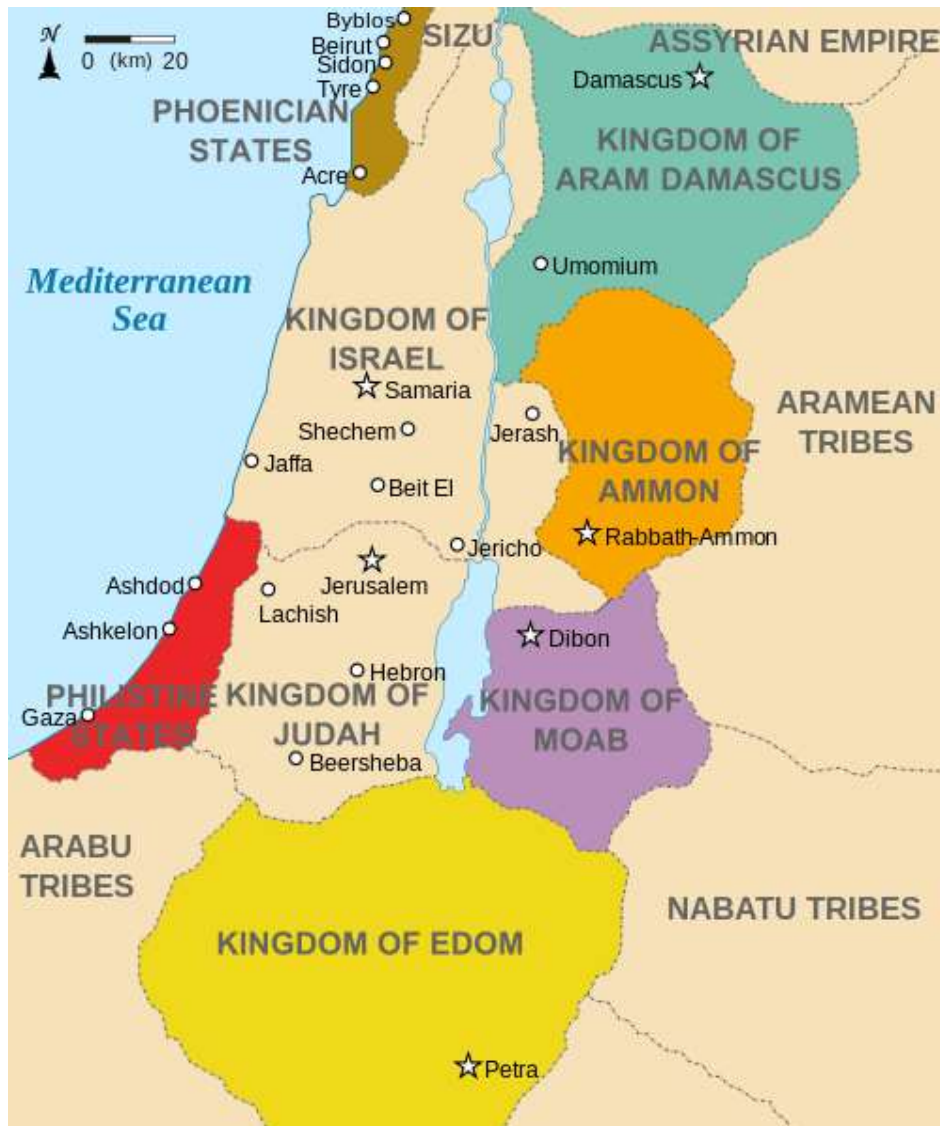 Byblos
SIZU
ASSYRIAN EMPIRE
N
Beirut
0 (km) 20
Sidon
Damascus
Tyre
PHOENICIAN
STATES
KINGDOM OF
ARAM DAMASCUS
Acre
Umomium
Mediterranean
Sea
KINGDOM OF
ISRAEL
Samaria
ARAMEAN
TRIBES
Shechem
Jerash
Jaffa
KINGDOM OF
AMMON
Beit El
Rabbath-Ammon
Jericho
Jerusalem
Ashdod
Lachish
Ashkelon
Dibon
Hebron
PHILISTINE
STATES
KINGDOM OF
JUDAH
KINGDOM OF
MOAB
Gaza
Beersheba
ARABU
TRIBES
NABATU TRIBES
KINGDOM OF EDOM
Petra